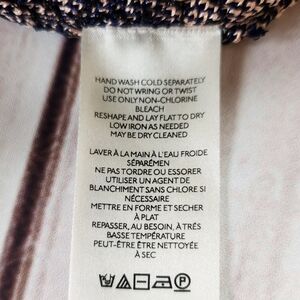 HAND WASH COLD SEPARATELY
DO NOT WRING OR TWIST
USE ONLY NON-CHLORINE
BLEACH
RESHAPE AND LAY FLAT TO DRY
LOW IRON AS NEEDED
MAY BE DRY CLEANED
LAVER À LA MAIN À L'EAU FROIDE
SÉPARÉMEN
NE PAS TORDRE OU ESSORER
UTILISER UN AGENT DE
BLANCHIMENT SANS CHLORE SI
NÉCESSAIRE
METTRE EN FORME ET SECHER
À PLAT
REPASSER, AU BESOIN, À TRÈS
BASSE TEMPÉRATURE
PEUT-ÊTRE ÊTRE NETTOYÉE
À SEC